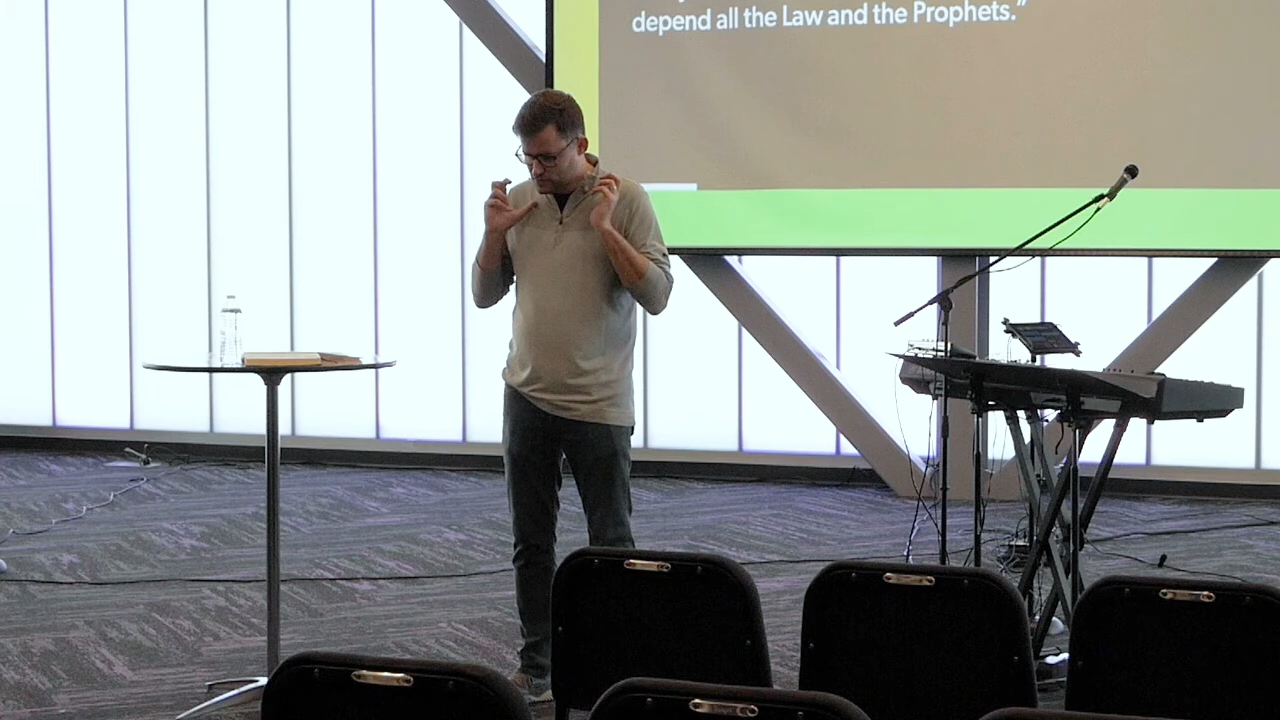 depend all the Law and the Prophets.”